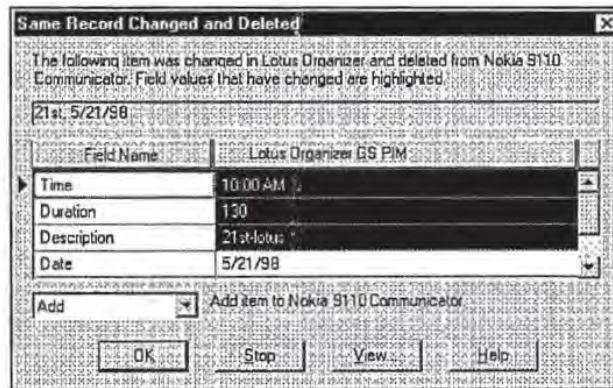 Same Record Changed and Deleted
The following item was changed in Lotus Organizer and deleted from Nokia 9110
Communicator. Field values that have changed are highlighted.
21st, 5/21/98
Field Name Lotus Organizer GS PIM
Time 10:00 AM
Duration 130
Description 21st-lotus
Date 5/21/98
Add Add item to Nokia 9110 Communicator.
OK Stop View... Help